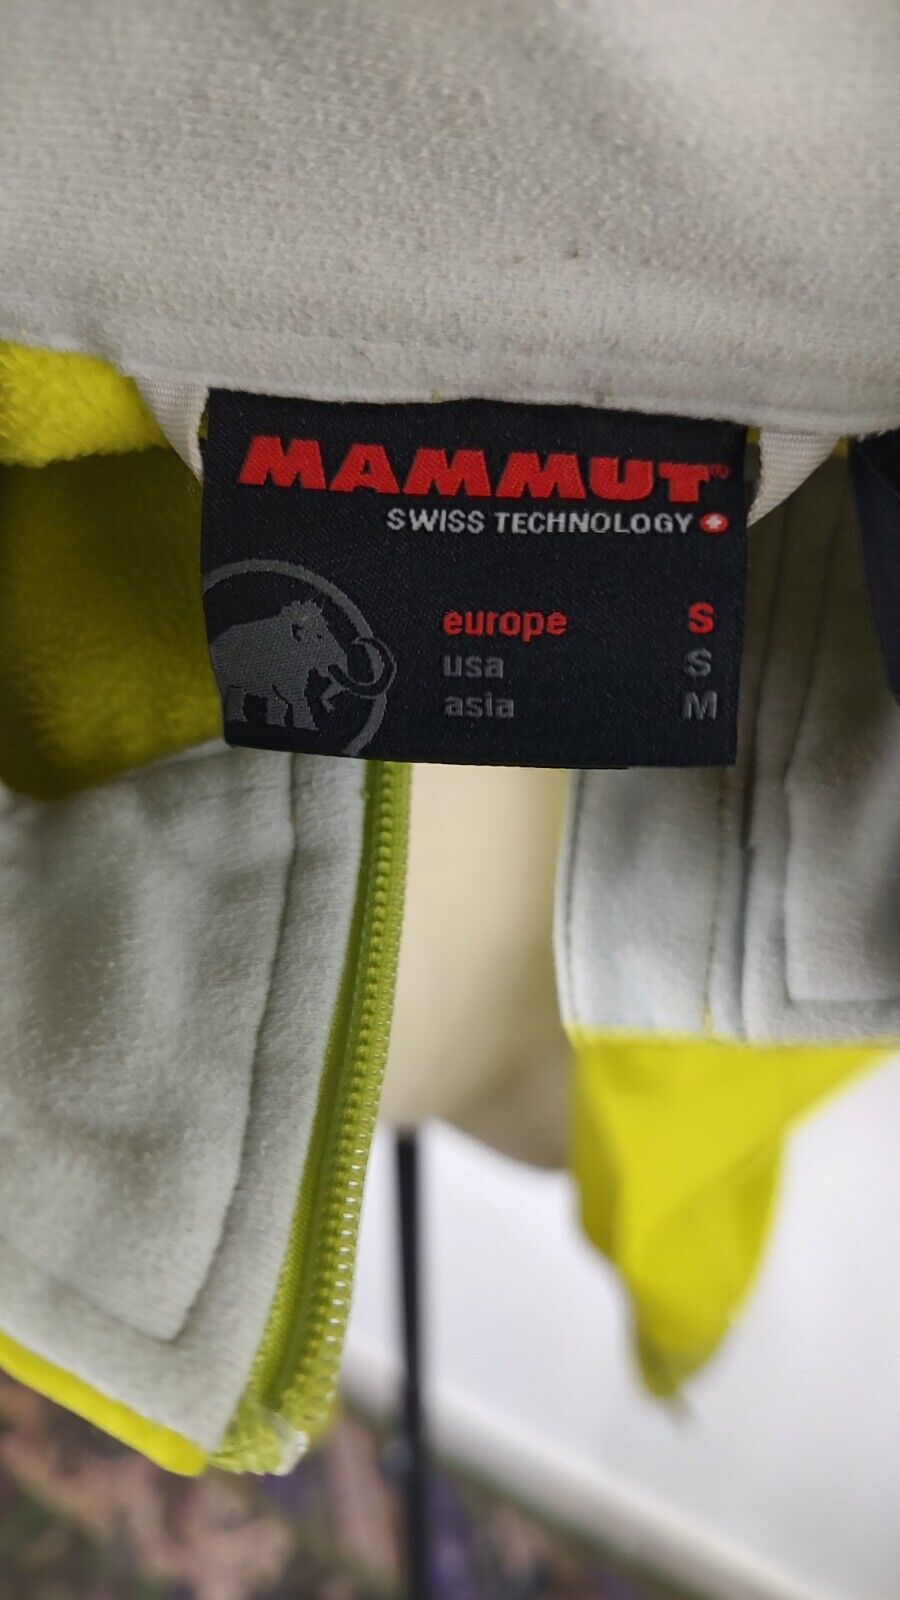 MAMMUT®
SWISS TECHNOLOGY
europe S
usa S
asia M